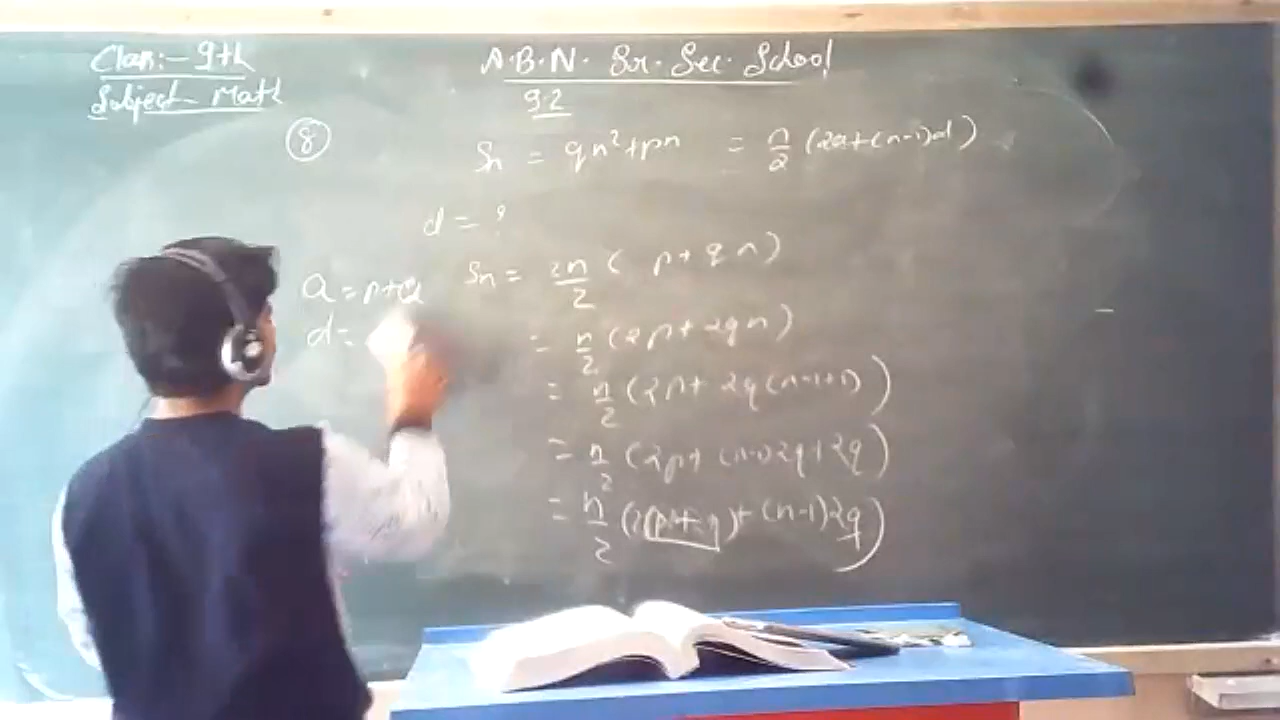 Class:- 9th
Subject- Math
A.B.N. Sr. Sec. School
9.2
8
Sn = qn²+pn = n/2 (2a+(n-1)d)
d = ?
a = p+q
d =
Sn = 2n/2 ( p+qn)
= n/2 (2p+2qn)
= n/2 (2p+ 2q(n-1+1))
= n/2 (2p+ (n-1)2q+2q)
= n/2 (2(p+q)+(n-1)2q)